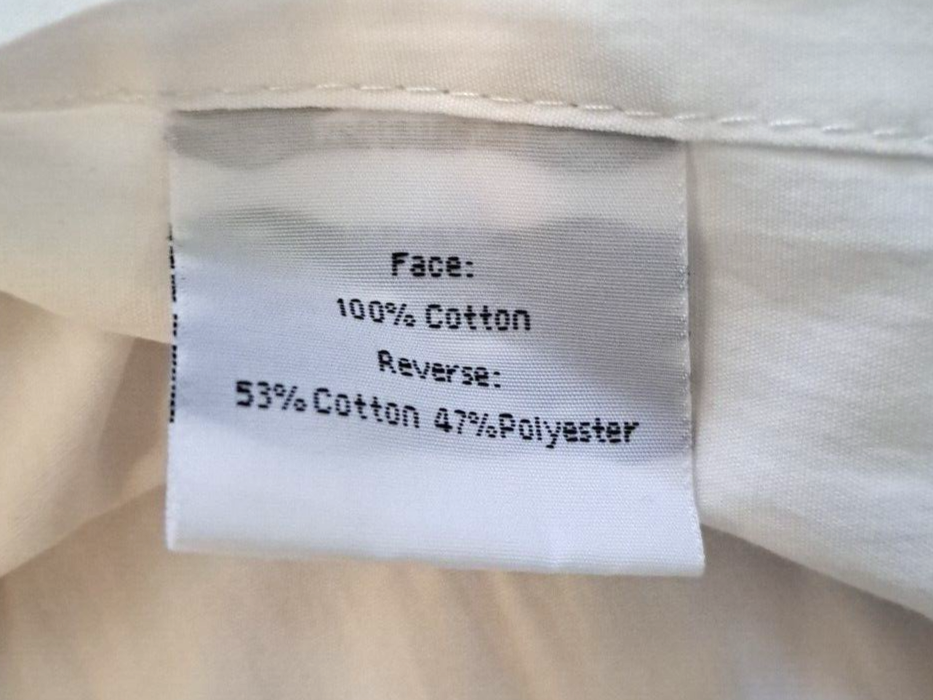 Face:
100% Cotton
Reverse:
53% Cotton 47%Polyester